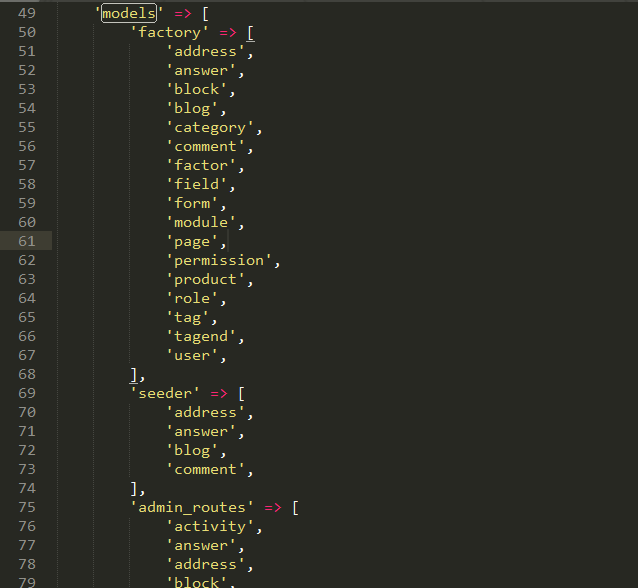 49 'models' => [
50 'factory' => [
51 'address',
52 'answer',
53 'block',
54 'blog',
55 'category',
56 'comment',
57 'factor',
58 'field',
59 'form',
60 'module',
61 'page',
62 'permission',
63 'product',
64 'role',
65 'tag',
66 'tagend',
67 'user',
68 ],
69 'seeder' => [
70 'address',
71 'answer',
72 'blog',
73 'comment',
74 ],
75 'admin_routes' => [
76 'activity',
77 'answer',
78 'address',
79 'block',